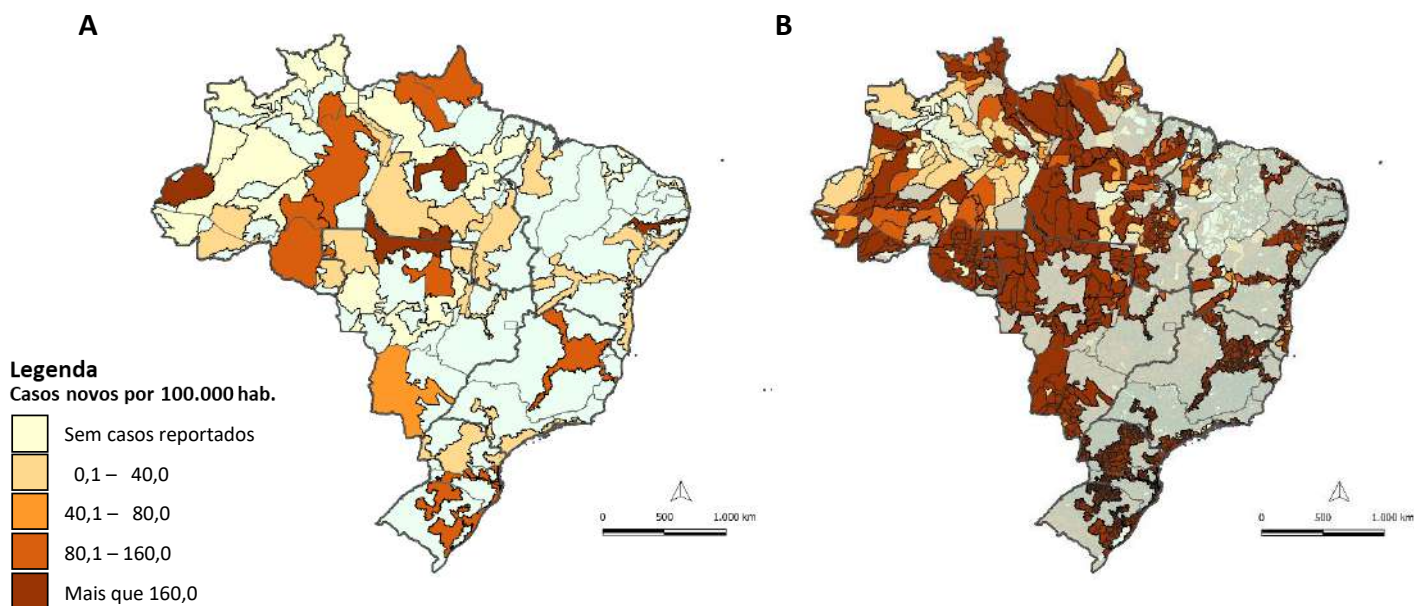 A
B
Legenda
Casos novos por 100.000 hab.
Sem casos reportados
0,1 – 40,0
40,1 – 80,0
80,1 – 160,0
Mais que 160,0
0 500 1.000 km
0 500 1.000 km